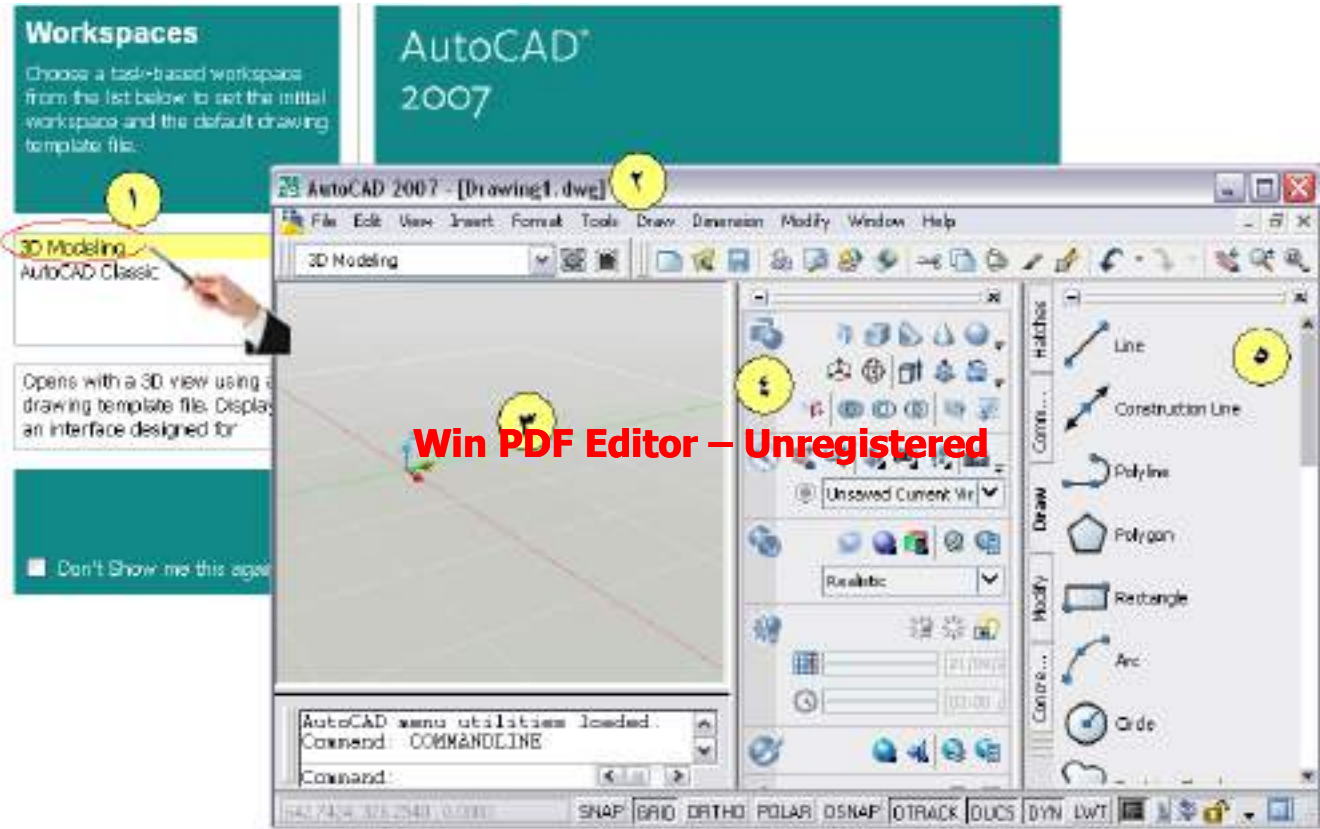 Workspaces
Choose a task-based workspace
from the list below to set the initial
workspace and the default drawing
template file.
AutoCAD®
2007
١
3D Modeling
AutoCAD Classic
Opens with a 3D view using
drawing template file. Display
an interface designed for
Don't Show me this agai
AutoCAD 2007 - [Drawing1.dwg]
٢
File Edit View Insert Format Tools Draw Dimension Modify Window Help
3D Modeling
٣
٤
٥
Win PDF Editor – Unregistered
Unsaved Current Vie
Realistic
Hatches
Comm...
Draw
Modify
Concre...
Line
Construction Line
Polyline
Polygon
Rectangle
Arc
Circle
AutoCAD menu utilities loaded.
Command: COMMANDLINE
Command:
SNAP GRID ORTHO POLAR OSNAP OTRACK DUCS DYN LWT